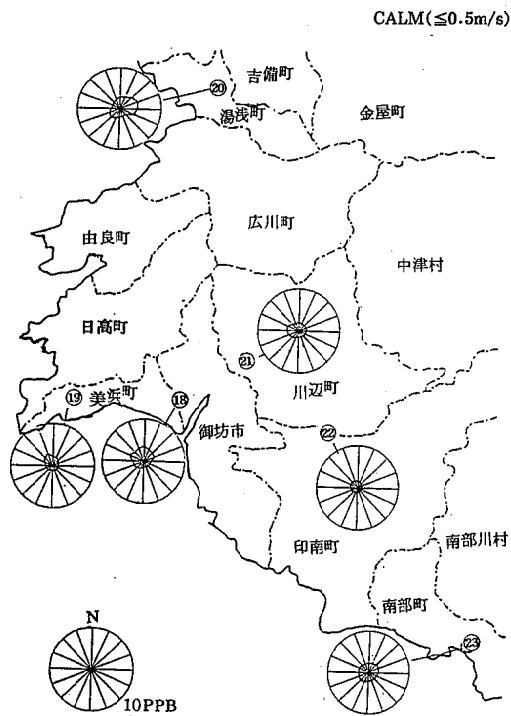 CALM(≦0.5m/s)
吉備町
⑳
湯浅町
金屋町
広川町
由良町
中津村
日高町
㉑
川辺町
美浜町
⑲
⑱
御坊市
㉒
印南町
南部川村
南部町
㉓
N
10PPB